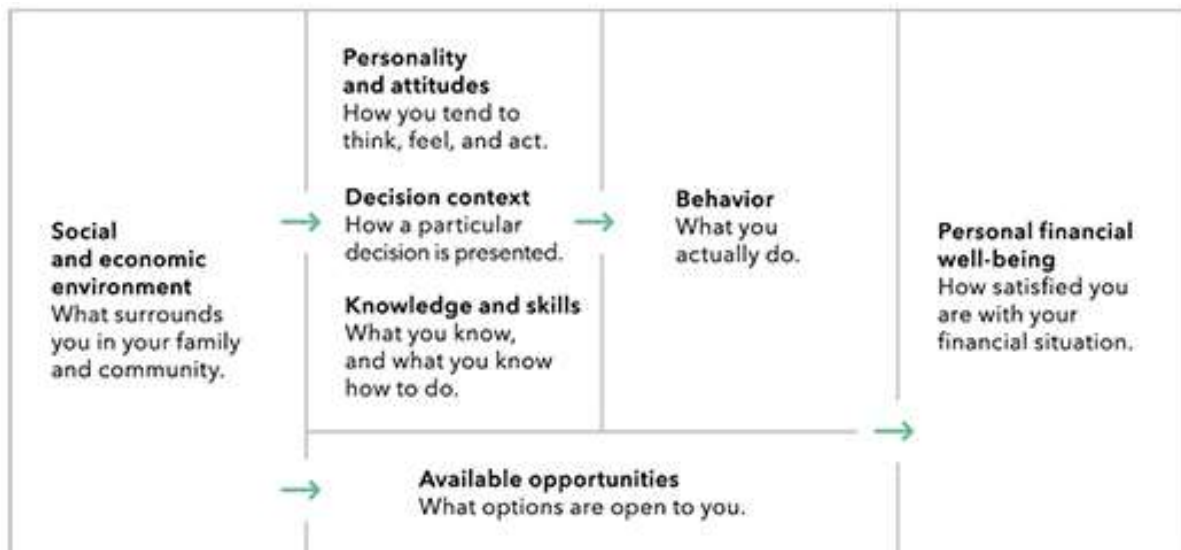 Social
and economic
environment
What surrounds
you in your family
and community.
Personality
and attitudes
How you tend to
think, feel, and act.
Decision context
How a particular
decision is presented.
Knowledge and skills
What you know,
and what you know
how to do.
Behavior
What you
actually do.
Available opportunities
What options are open to you.
Personal financial
well-being
How satisfied you
are with your
financial situation.